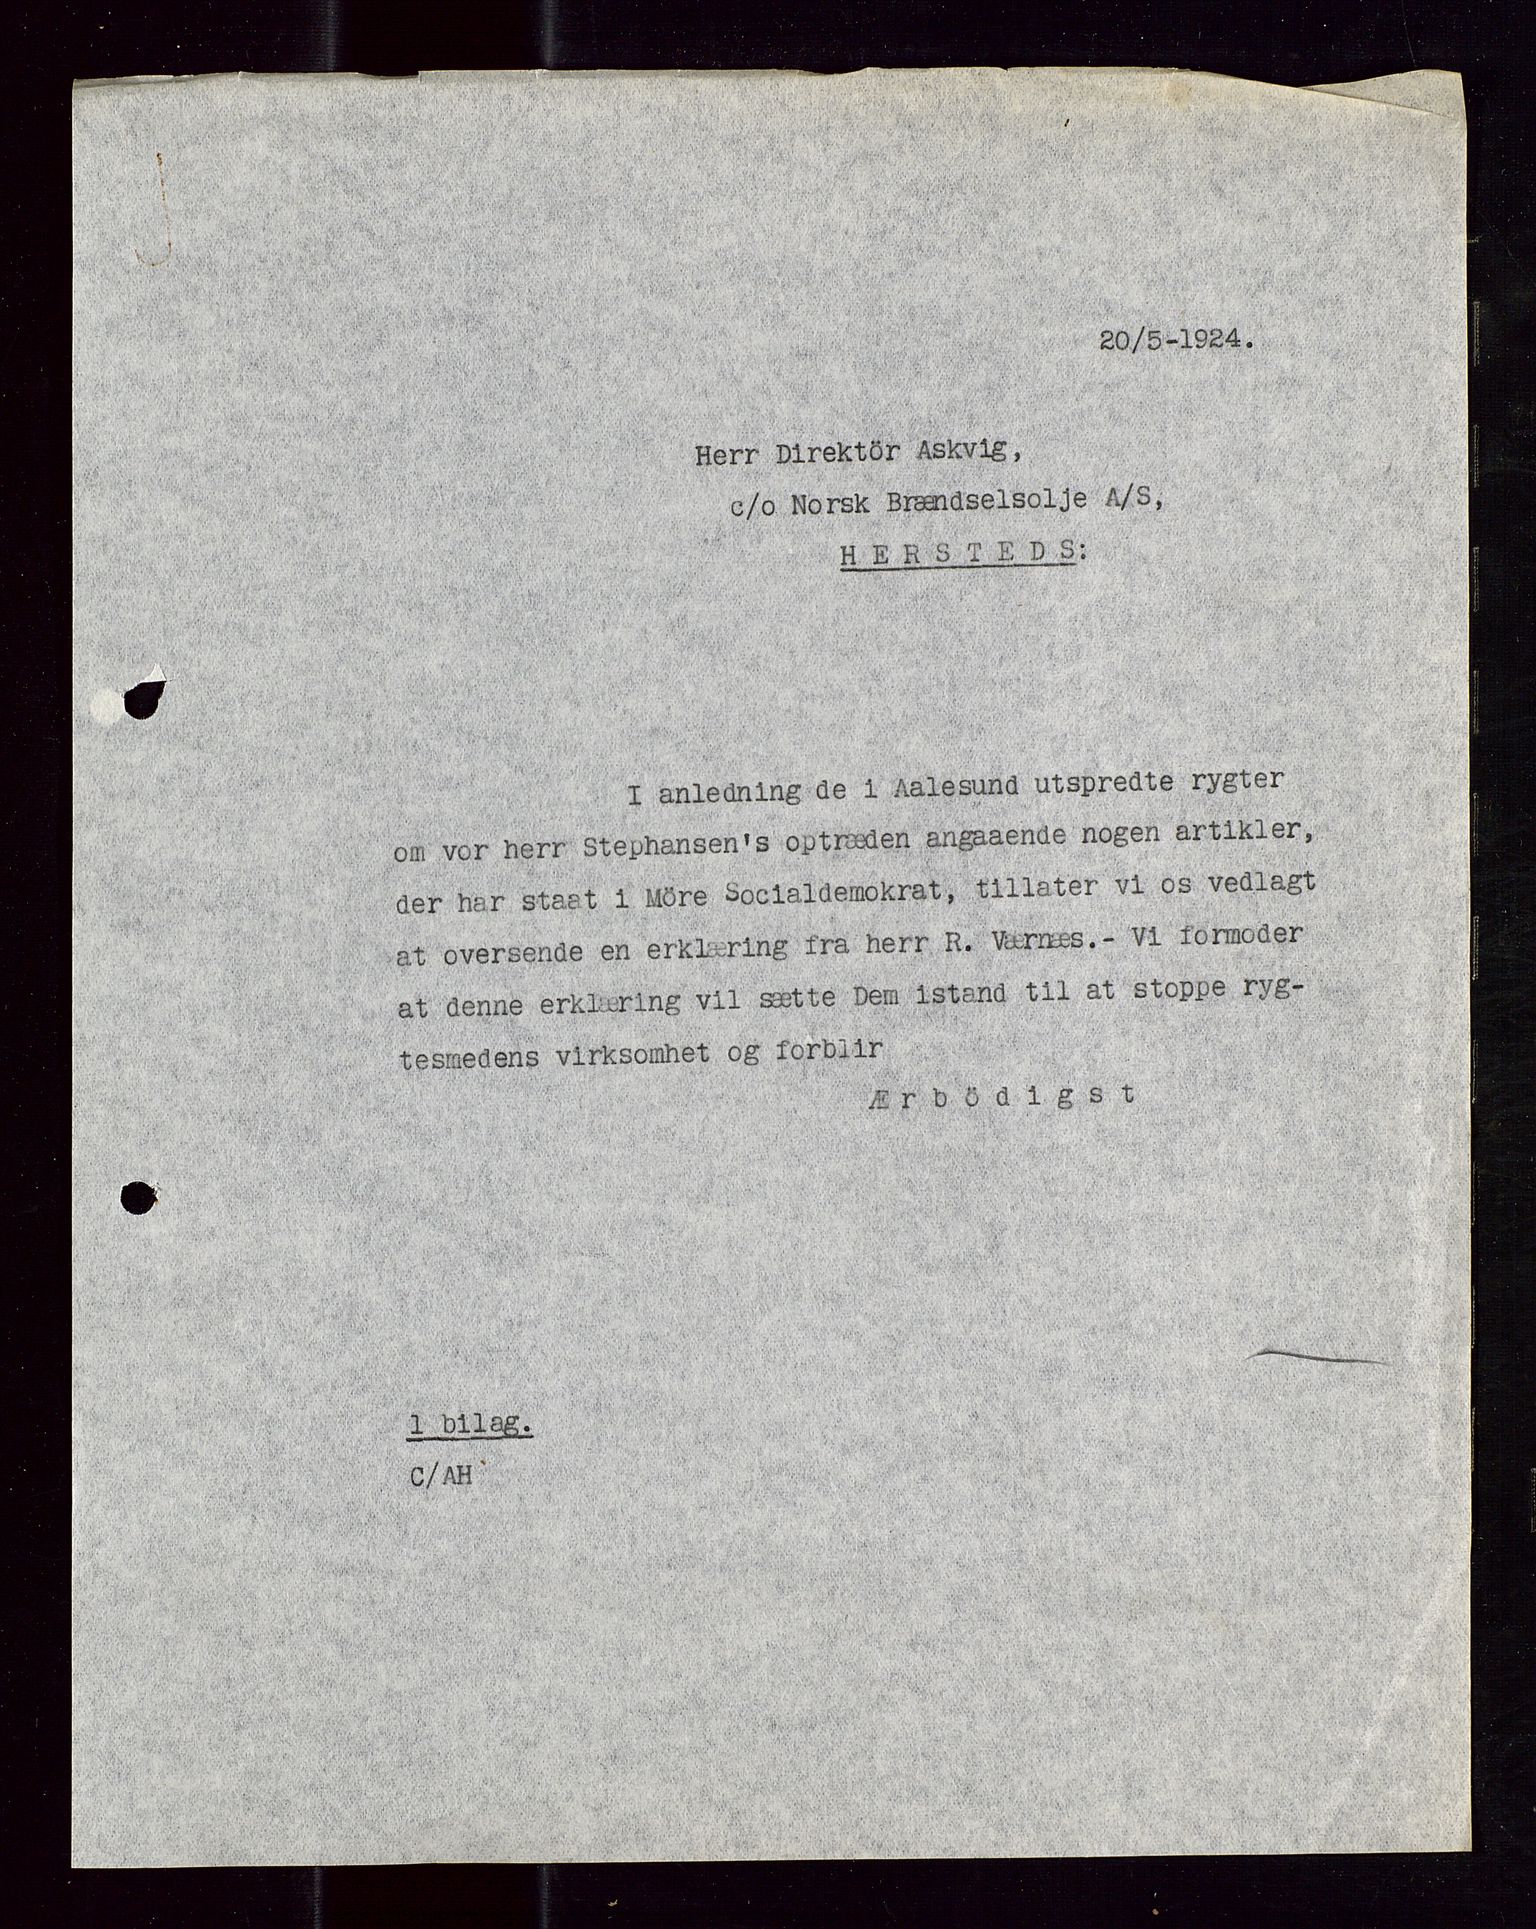 20/5-1924.
Herr Direktör Askvig,
c/o Norsk Brændselsolje A/S,
H E R S T E D S:
I anledning de i Aalesund utspredte rygter
om vor herr Stephansen's optræden angaaende nogen artikler,
der har staat i Möre Socialdemokrat, tillater vi os vedlagt
at oversende en erklæring fra herr R. Værnæs.- Vi formoder
at denne erklæring vil sætte Dem istand til at stoppe ryg-
tesmedens virksomhet og forblir
Æ r b ö d i g s t
1 bilag.
C/AH